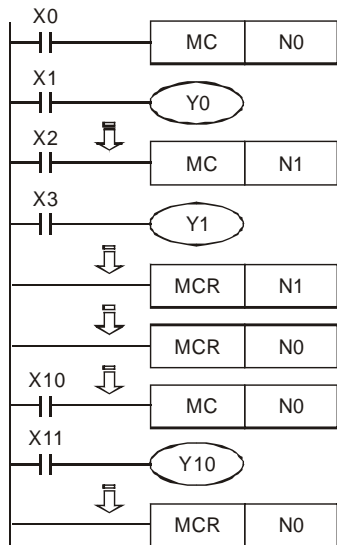 X0
MC N0
X1
Y0
X2
MC N1
X3
Y1
MCR N1
MCR N0
X10
MC N0
X11
Y10
MCR N0